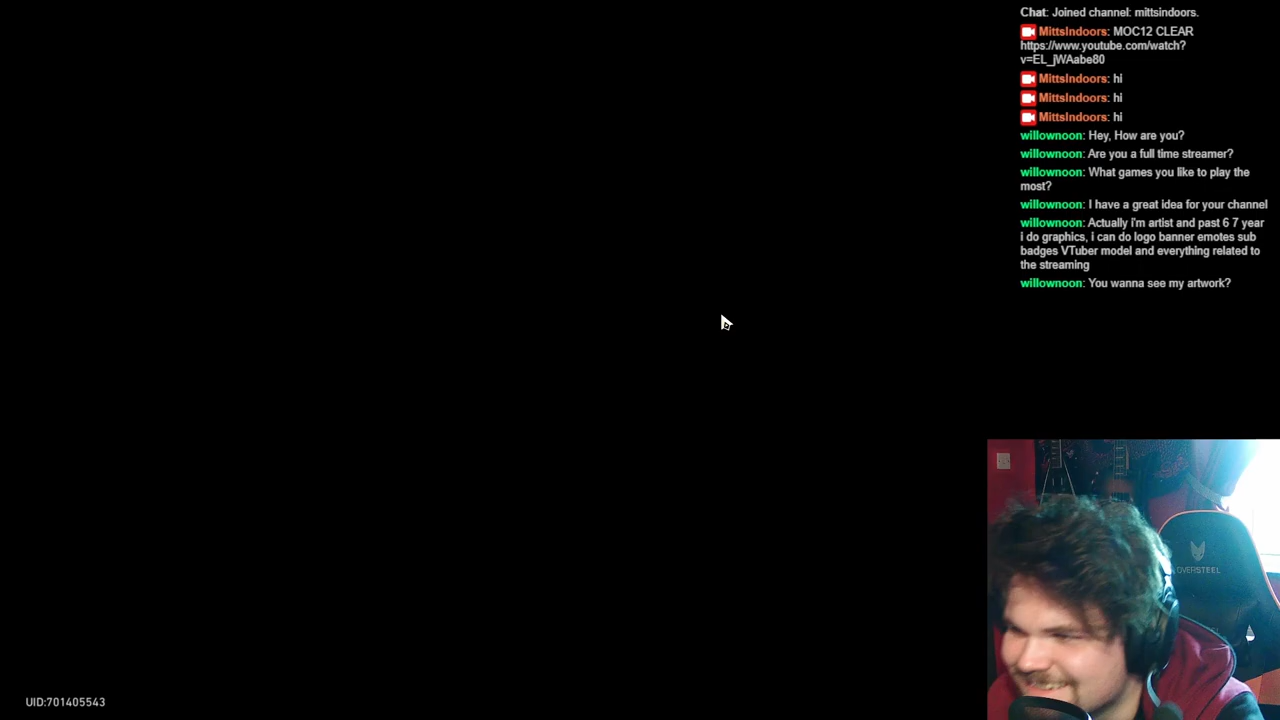 Chat: Joined channel: mittsindoors.
MittsIndoors: MOC12 CLEAR
https://www.youtube.com/watch?
v=EL_jWAabe80
MittsIndoors: hi
MittsIndoors: hi
MittsIndoors: hi
willownoon: Hey, How are you?
willownoon: Are you a full time streamer?
willownoon: What games you like to play the
most?
willownoon: I have a great idea for your channel
willownoon: Actually i'm artist and past 6 7 year
i do graphics, i can do logo banner emotes sub
badges VTuber model and everything related to
the streaming
willownoon: You wanna see my artwork?
OVERSTEEL
UID:701405543